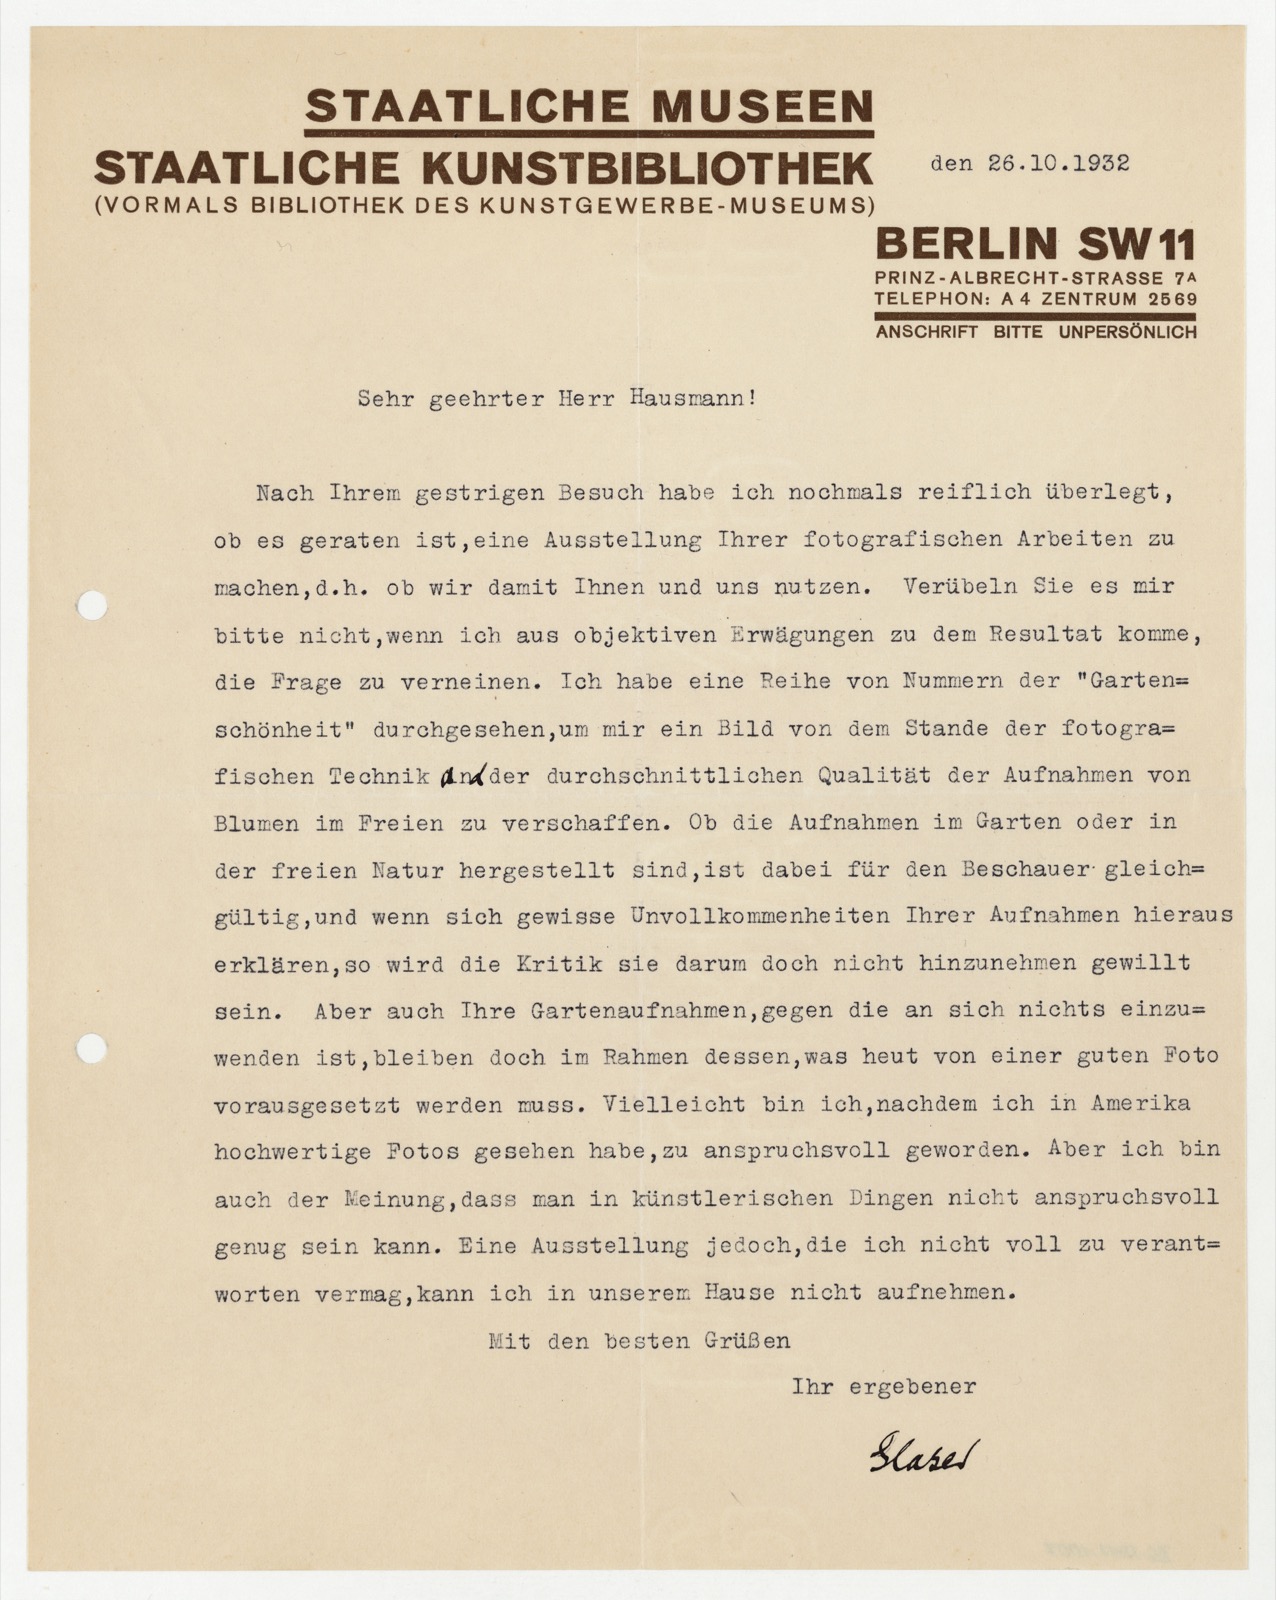 STAATLICHE MUSEEN
STAATLICHE KUNSTBIBLIOTHEK
(VORMALS BIBLIOTHEK DES KUNSTGEWERBE-MUSEUMS)
den 26.10.1932
BERLIN SW 11
PRINZ-ALBRECHT-STRASSE 7A
TELEPHON: A 4 ZENTRUM 2569
ANSCHRIFT BITTE UNPERSÖNLICH
Sehr geehrter Herr Hausmann!
Nach Ihrem gestrigen Besuch habe ich nochmals reiflich überlegt,
ob es geraten ist,eine Ausstellung Ihrer fotografischen Arbeiten zu
machen,d.h. ob wir damit Ihnen und uns nutzen. Verübeln Sie es mir
bitte nicht,wenn ich aus objektiven Erwägungen zu dem Resultat komme,
die Frage zu verneinen. Ich habe eine Reihe von Nummern der "Garten=
schönheit" durchgesehen,um mir ein Bild von dem Stande der fotogra=
fischen Technik und der durchschnittlichen Qualität der Aufnahmen von
Blumen im Freien zu verschaffen. Ob die Aufnahmen im Garten oder in
der freien Natur hergestellt sind,ist dabei für den Beschauer gleich=
gültig,und wenn sich gewisse Unvollkommenheiten Ihrer Aufnahmen hieraus
erklären,so wird die Kritik sie darum doch nicht hinzunehmen gewillt
sein. Aber auch Ihre Gartenaufnahmen,gegen die an sich nichts einzu=
wenden ist,bleiben doch im Rahmen dessen,was heut von einer guten Foto
vorausgesetzt werden muss. Vielleicht bin ich,nachdem ich in Amerika
hochwertige Fotos gesehen habe,zu anspruchsvoll geworden. Aber ich bin
auch der Meinung,dass man in künstlerischen Dingen nicht anspruchsvoll
genug sein kann. Eine Ausstellung jedoch,die ich nicht voll zu verant=
worten vermag,kann ich in unserem Hause nicht aufnehmen.
Mit den besten Grüßen
Ihr ergebener
Glaser